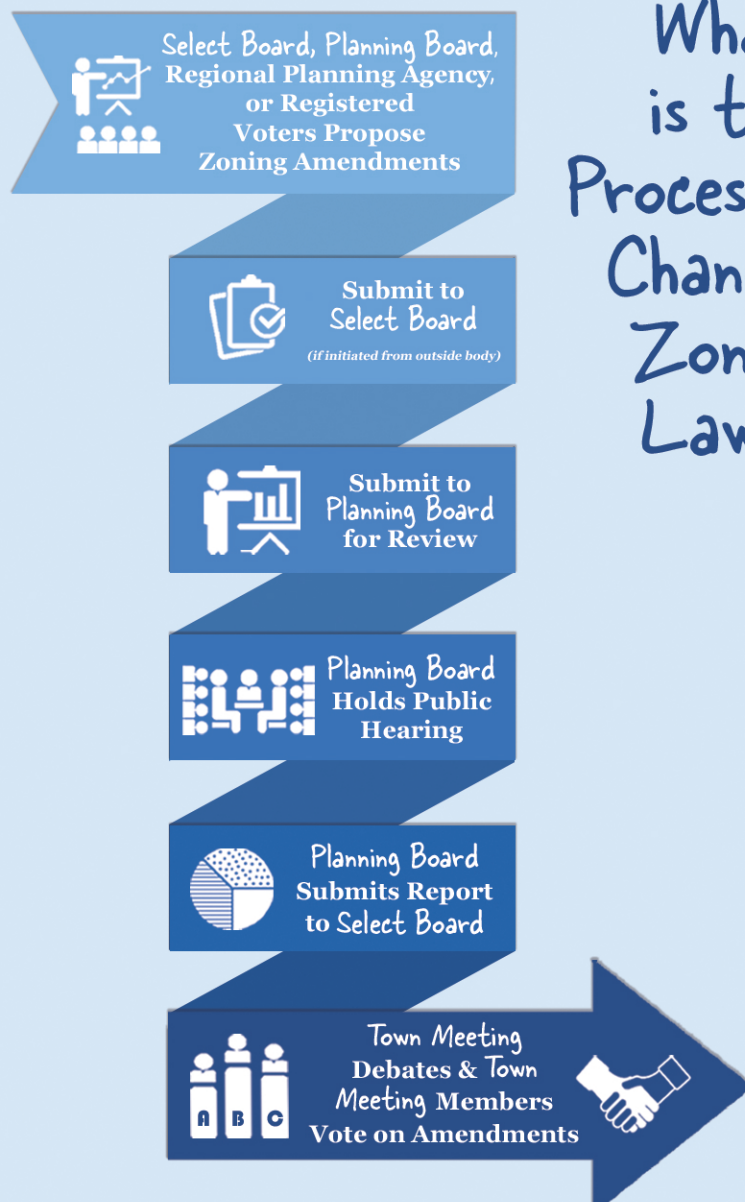 Select Board, Planning Board,
Regional Planning Agency,
or Registered
Voters Propose
Zoning Amendments
Submit to
Select Board
(if initiated from outside body)
Submit to
Planning Board
for Review
Planning Board
Holds Public
Hearing
Planning Board
Submits Report
to Select Board
Town Meeting
Debates & Town
Meeting Members
Vote on Amendments
A B C
is